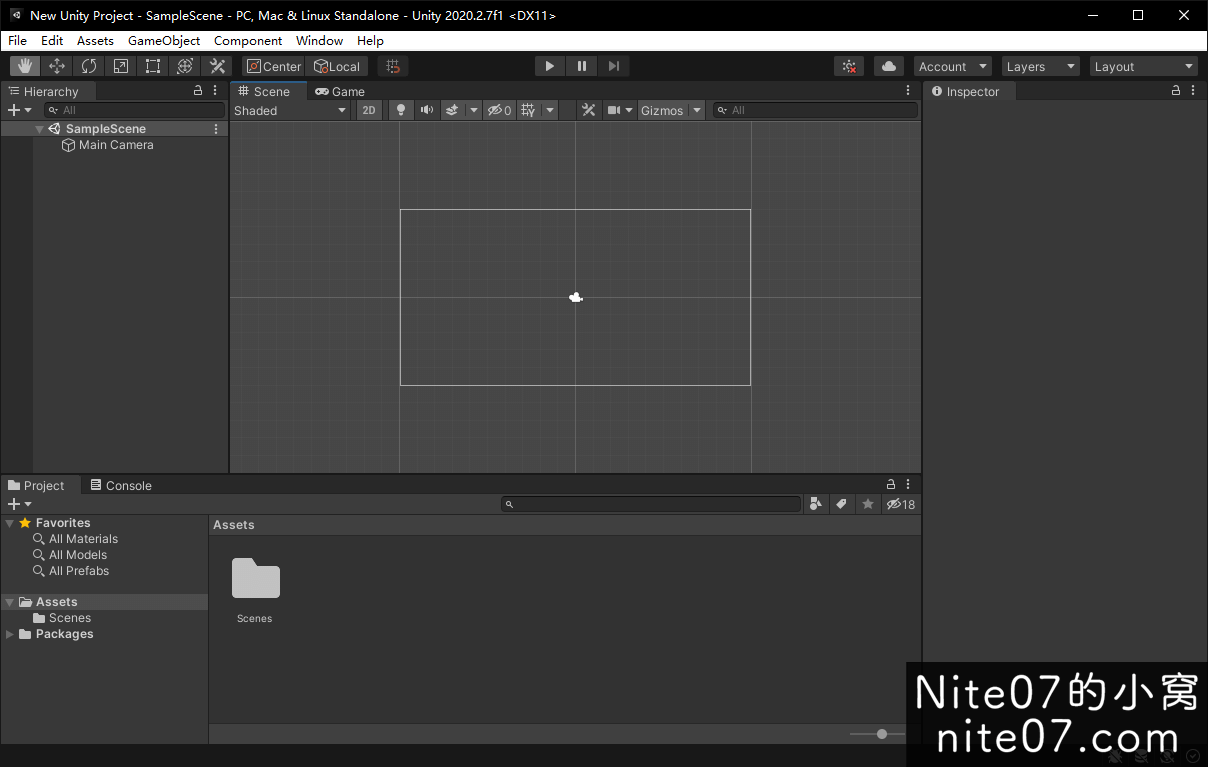 New Unity Project - SampleScene - PC, Mac & Linux Standalone - Unity 2020.2.7f1 <DX11>
File Edit Assets GameObject Component Window Help
Center Local Account Layers Layout
Hierarchy
All
SampleScene
Main Camera
Scene Game
Shaded 2D 0 Gizmos All
Inspector
Project Console
18
Favorites
All Materials
All Models
All Prefabs
Assets
Scenes
Packages
Assets
Scenes
Nite07的小窝
nite07.com